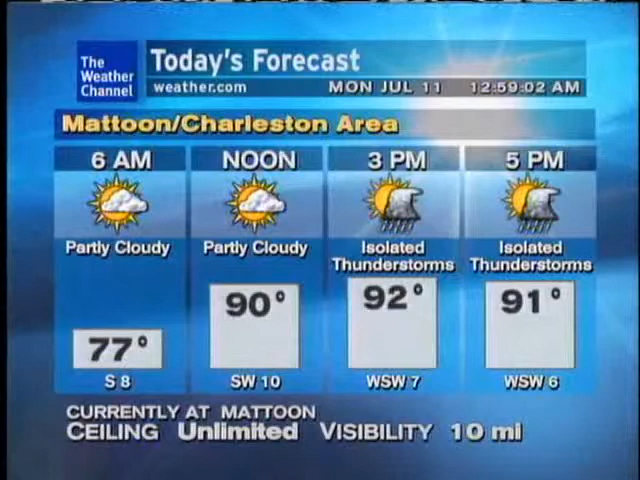 The
Weather
Channel
Today's Forecast
weather.com MON JUL 11 12:59:02 AM
Mattoon/Charleston Area
6 AM NOON 3 PM 5 PM
Partly Cloudy Partly Cloudy Isolated Thunderstorms Isolated Thunderstorms
77° 90° 92° 91°
S 8 SW 10 WSW 7 WSW 6
CURRENTLY AT MATTOON
CEILING Unlimited VISIBILITY 10 mi